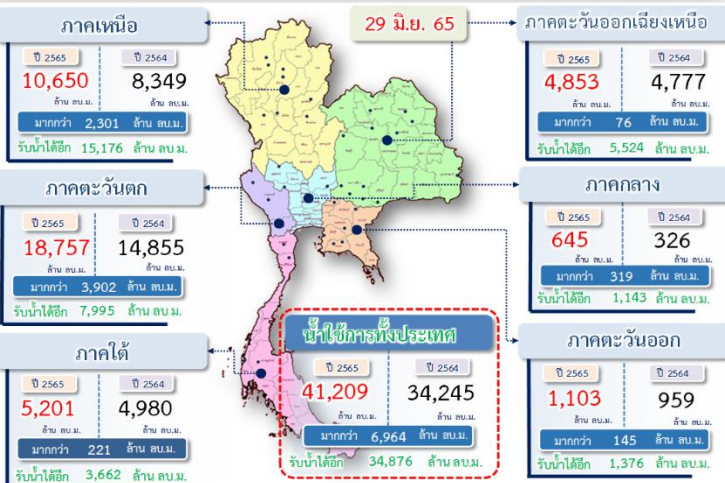 ภาคเหนือ
ปี 2565 ปี 2564
10,650 8,349
ล้าน ลบ.ม. ล้าน ลบ.ม.
มากกว่า 2,301 ล้าน ลบ.ม.
รับน้ำได้อีก 15,176 ล้าน ลบ.ม.
29 มิ.ย. 65
ภาคตะวันออกเฉียงเหนือ
ปี 2565 ปี 2564
4,853 4,777
ล้าน ลบ.ม. ล้าน ลบ.ม.
มากกว่า 76 ล้าน ลบ.ม.
รับน้ำได้อีก 5,524 ล้าน ลบ.ม.
ภาคตะวันตก
ปี 2565 ปี 2564
18,757 14,855
ล้าน ลบ.ม. ล้าน ลบ.ม.
มากกว่า 3,902 ล้าน ลบ.ม.
รับน้ำได้อีก 7,995 ล้าน ลบ.ม.
ภาคกลาง
ปี 2565 ปี 2564
645 326
ล้าน ลบ.ม. ล้าน ลบ.ม.
มากกว่า 319 ล้าน ลบ.ม.
รับน้ำได้อีก 1,143 ล้าน ลบ.ม.
ภาคใต้
ปี 2565 ปี 2564
5,201 4,980
ล้าน ลบ.ม. ล้าน ลบ.ม.
มากกว่า 221 ล้าน ลบ.ม.
รับน้ำได้อีก 3,662 ล้าน ลบ.ม.
น้ำใช้การทั้งประเทศ
ปี 2565 ปี 2564
41,209 34,245
ล้าน ลบ.ม. ล้าน ลบ.ม.
มากกว่า 6,964 ล้าน ลบ.ม.
รับน้ำได้อีก 34,876 ล้าน ลบ.ม.
ภาคตะวันออก
ปี 2565 ปี 2564
1,103 959
ล้าน ลบ.ม. ล้าน ลบ.ม.
มากกว่า 145 ล้าน ลบ.ม.
รับน้ำได้อีก 1,376 ล้าน ลบ.ม.